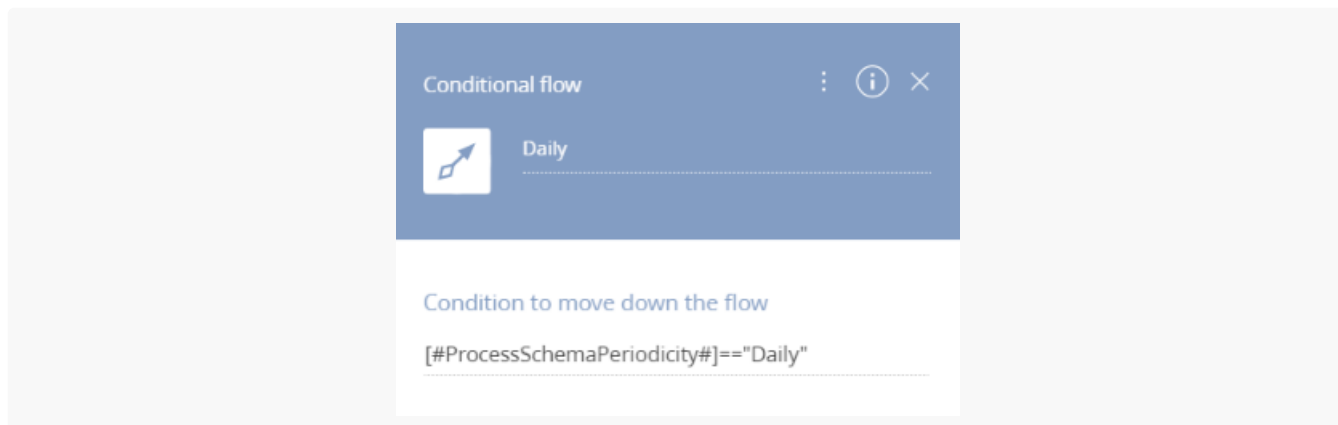 Conditional flow
Daily
Condition to move down the flow
[#ProcessSchemaPeriodicity#]=="Daily"